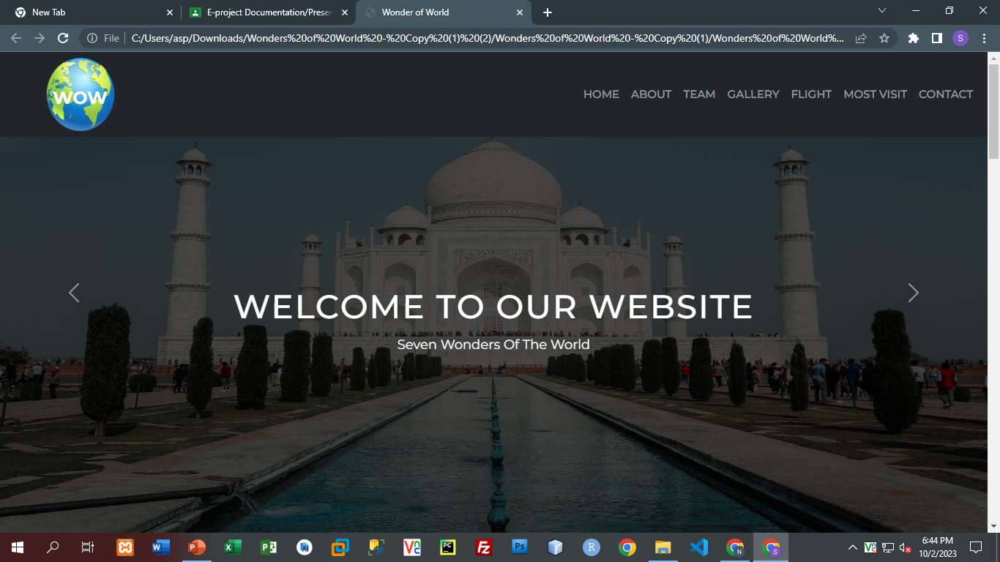 New Tab
E-project Documentation/Preser
Wonder of World
File
C:/Users/asp/Downloads/Wonders%20of%20World%20-%20Copy%20(1)%20(2)/Wonders%20of%20World%20-%20Copy%20(1)/Wonders%20of%20World%...
S
WOW
HOME ABOUT TEAM GALLERY FLIGHT MOST VISIT CONTACT
WELCOME TO OUR WEBSITE
Seven Wonders Of The World
6:44 PM
10/2/2023